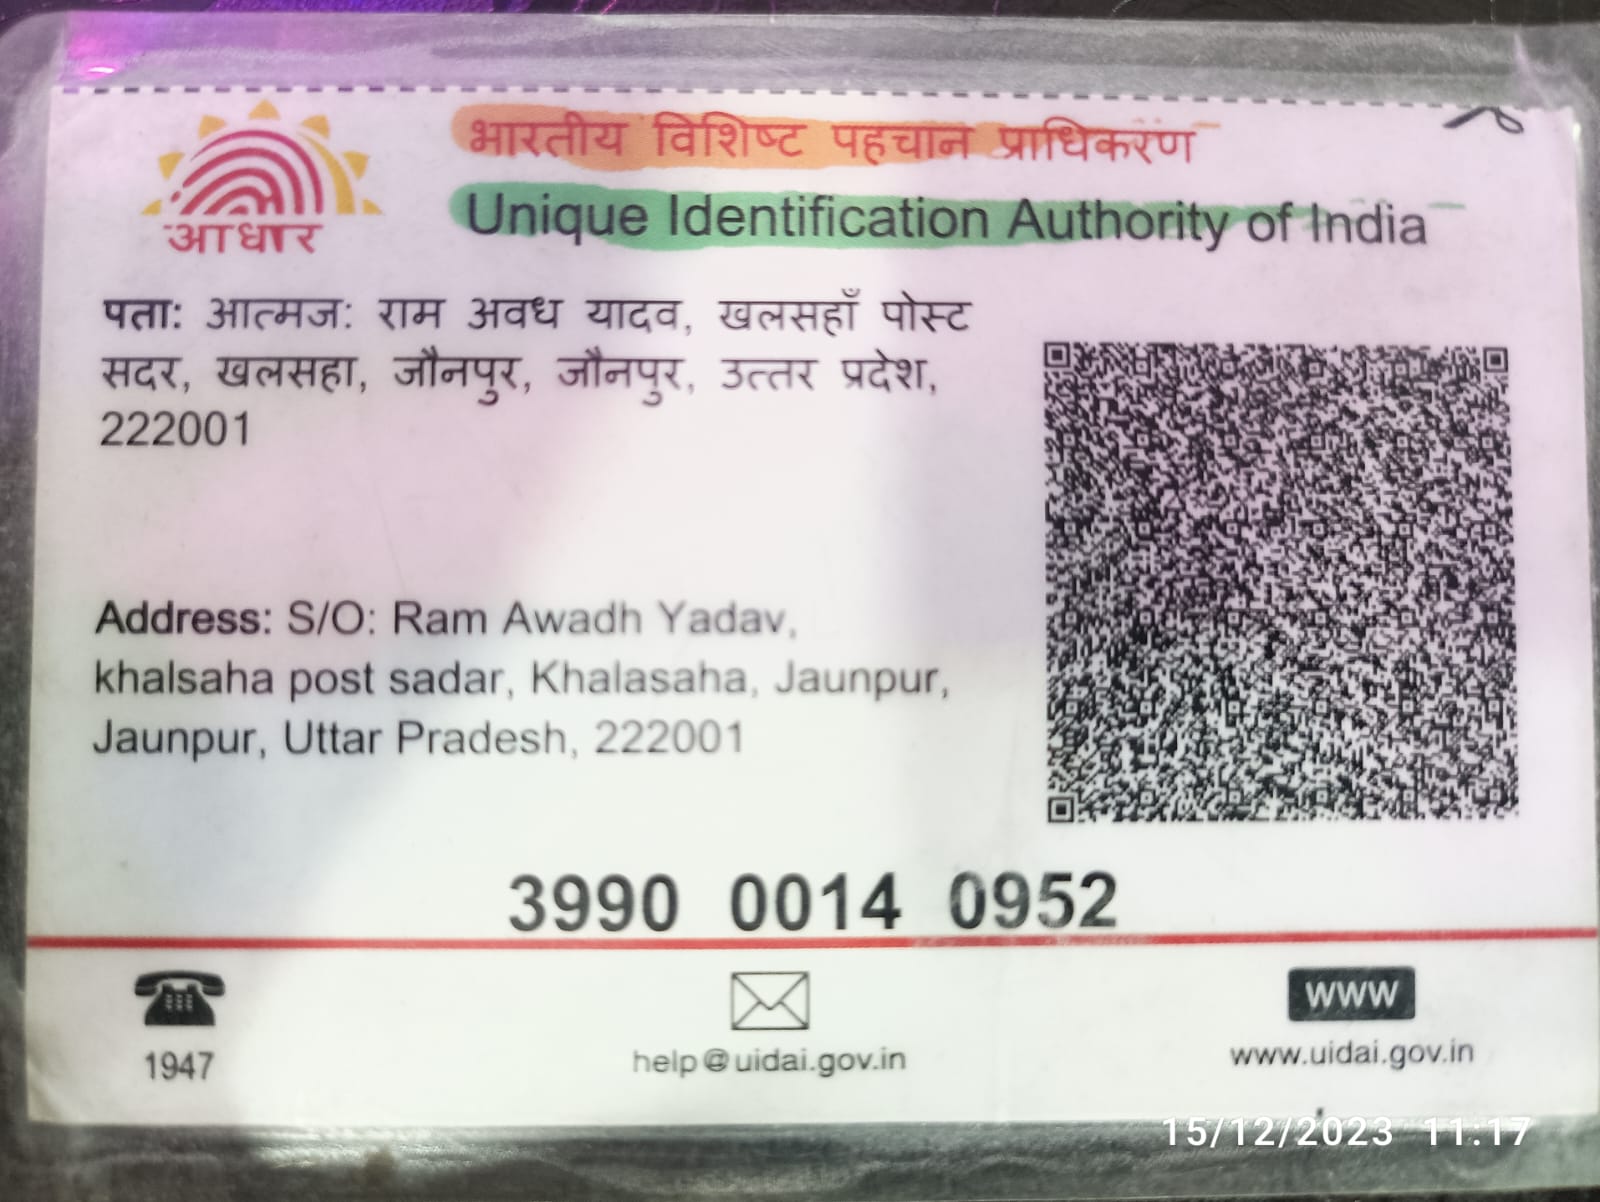 भारतीय विशिष्ट पहचान प्राधिकरण
Unique Identification Authority of India
आधार
पता: आत्मज: राम अवध यादव, खलसहाँ पोस्ट
सदर, खलसहा, जौनपुर, जौनपुर, उत्तर प्रदेश,
222001
Address: S/O: Ram Awadh Yadav,
khalsaha post sadar, Khalasaha, Jaunpur,
Jaunpur, Uttar Pradesh, 222001
3990 0014 0952
WWW
1947
help@uidai.gov.in
www.uidai.gov.in
15/12/2023 11:17